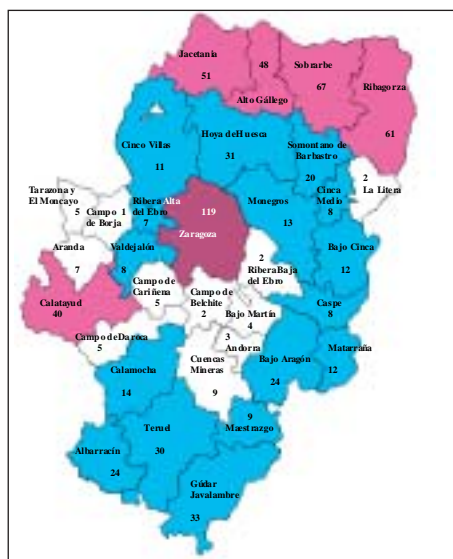 Jacetania
51
48
Alto Gállego
Sobrarbe
67
Ribagorza
61
Cinco Villas
11
Hoya de Huesca
31
Somontano de
Barbastro
20
Cinca
Medio
8
2
La Litera
Tarazona y
El Moncayo
5
Campo
de Borja
1
Ribera Alta
del Ebro
7
119
Zaragoza
Monegros
13
Bajo Cinca
12
Aranda
7
Valdejalón
8
2
Ribera Baja
del Ebro
Calatayud
40
Campo de
Cariñena
5
Campo de
Belchite
2
Bajo Martín
4
Caspe
8
Campo de Daroca
5
3
Andorra
Matarraña
12
Calamocha
14
Cuencas
Mineras
9
Bajo Aragón
24
9
Maestrazgo
Terud
30
Albarracín
24
Gúdar
Javalambre
33